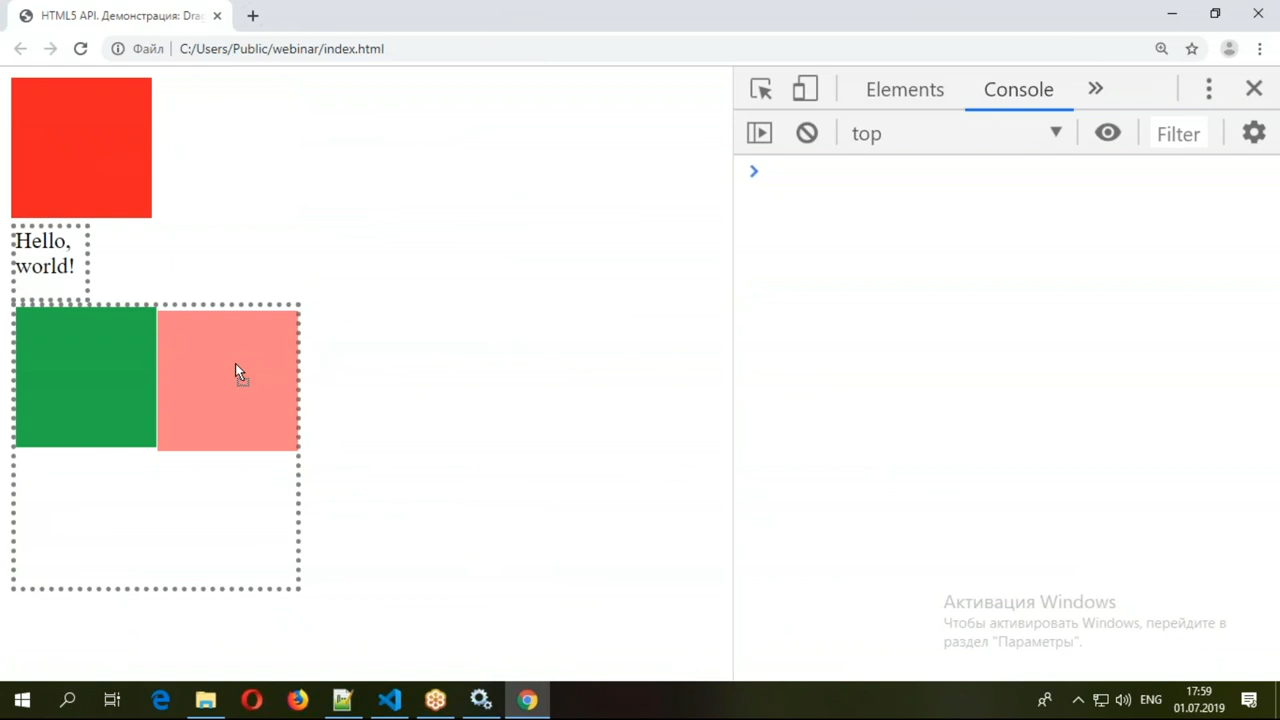 HTML5 API. Демонстрация: Drag
Файл
C:/Users/Public/webinar/index.html
Elements
Console
top
Filter
Hello,
world!
Активация Windows
Чтобы активировать Windows, перейдите в
раздел "Параметры".
ENG
17:59
01.07.2019